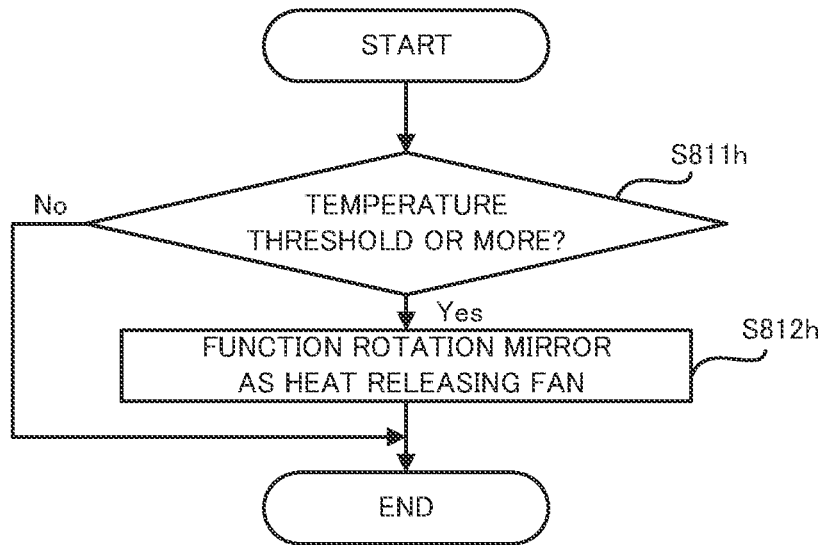 START
S811h
No
TEMPERATURE
THRESHOLD OR MORE?
Yes
S812h
FUNCTION ROTATION MIRROR
AS HEAT RELEASING FAN
END